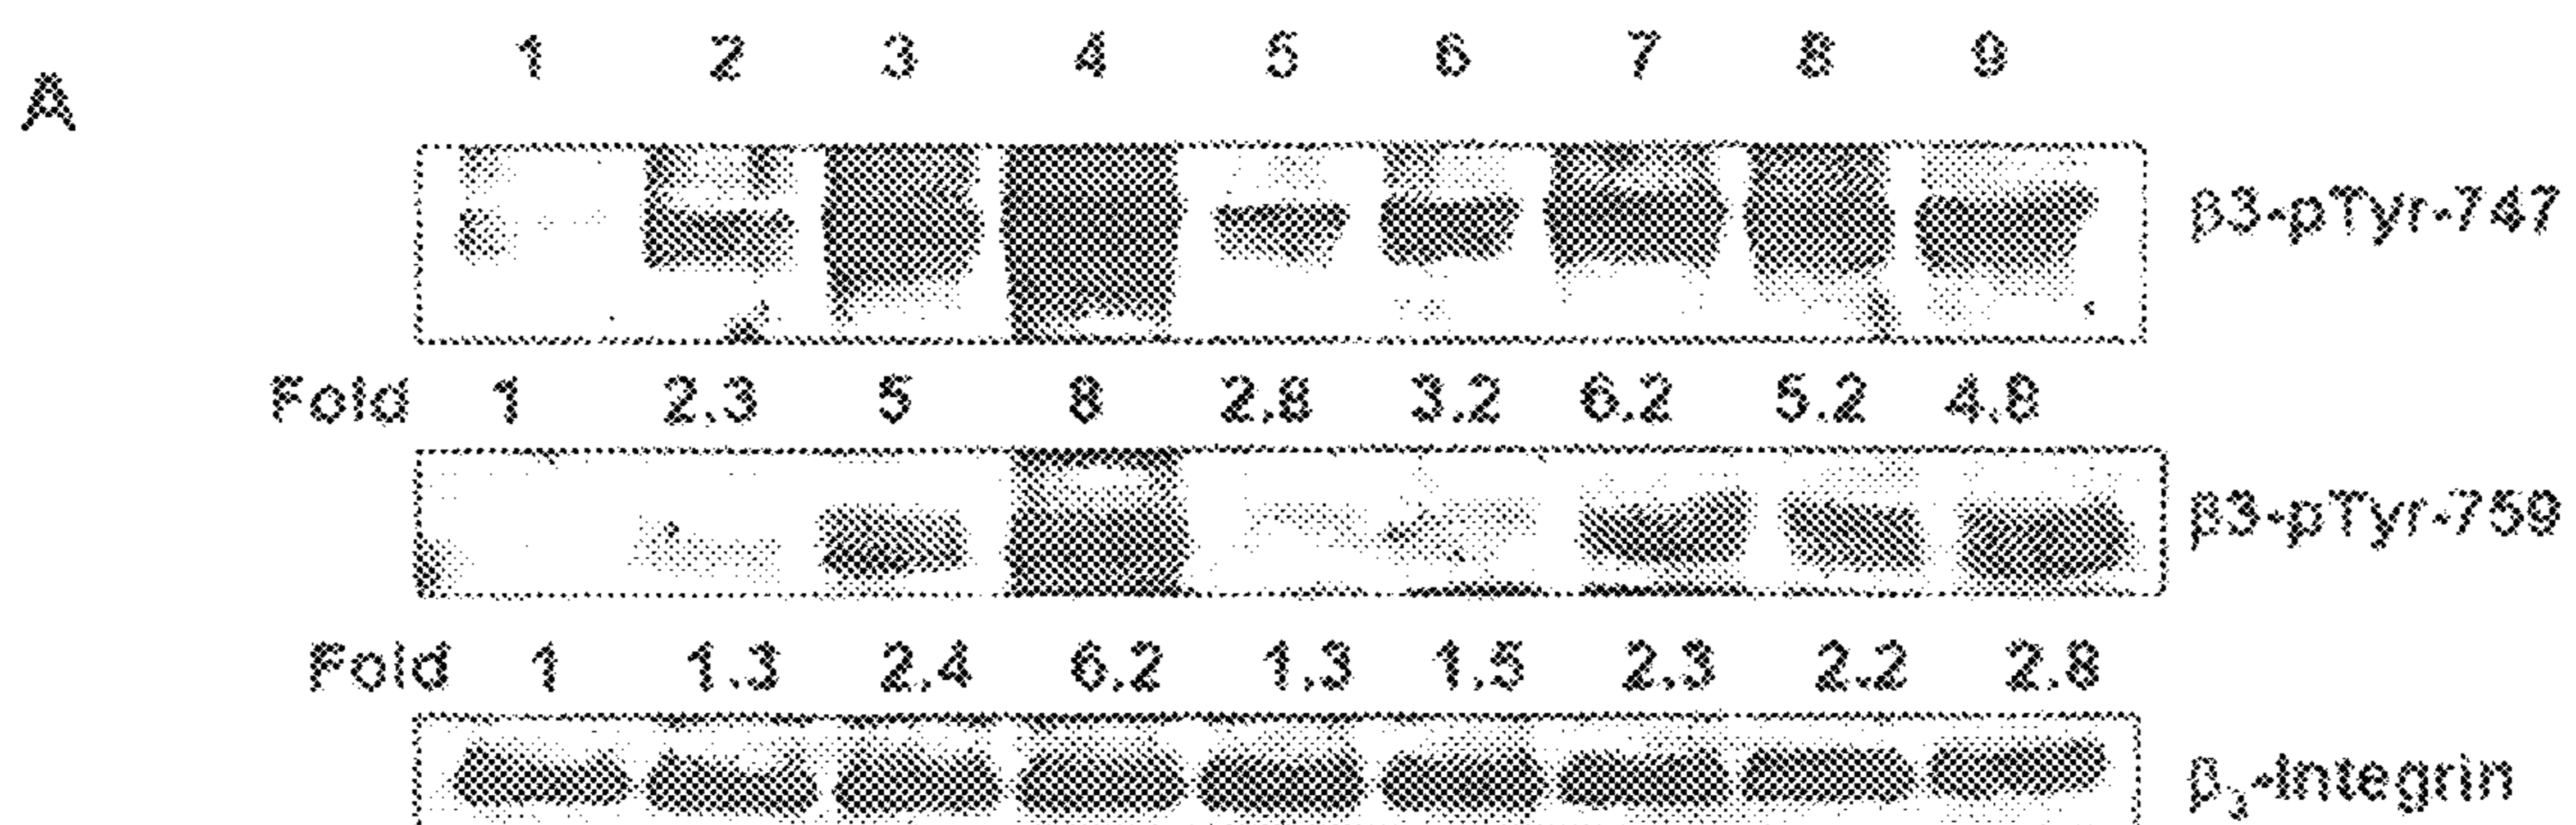 1 2 3 4 5 6 7 8 9
A
β3-pTyr-747
Fold 1 2.3 5 8 2.8 3.2 6.2 5.2 4.8
β3-pTyr-759
Fold 1 1.3 2.4 6.2 1.3 1.5 2.3 2.2 2.8
β3-Integrin